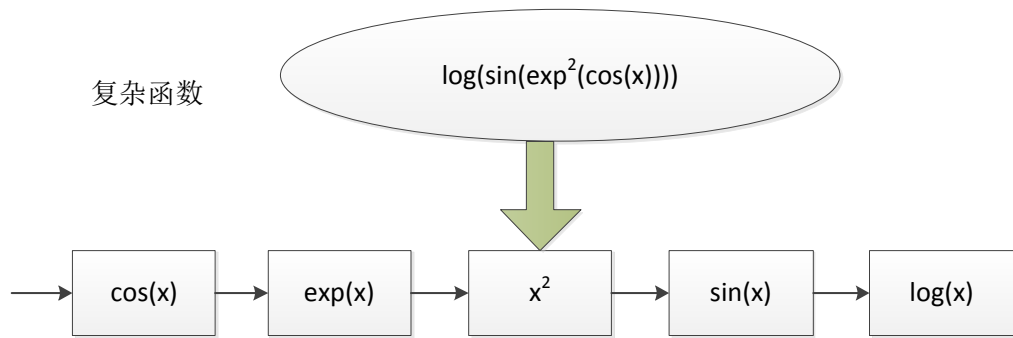 log(sin(exp²(cos(x))))
复杂函数
cos(x)
exp(x)
x²
sin(x)
log(x)